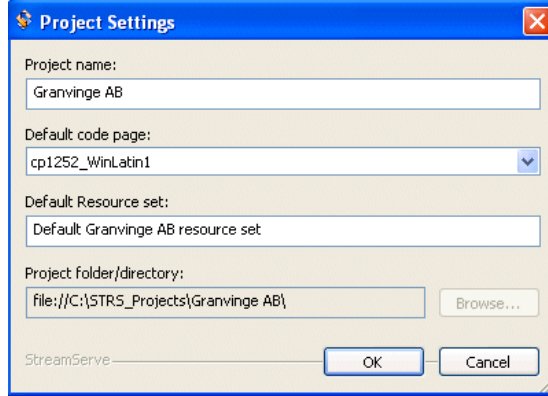 Project Settings
Project name:
Granvinge AB
Default code page:
cp1252_WinLatin1
Default Resource set:
Default Granvinge AB resource set
Project folder/directory:
file://C:\STRS_Projects\Granvinge AB\
Browse...
StreamServe
OK
Cancel